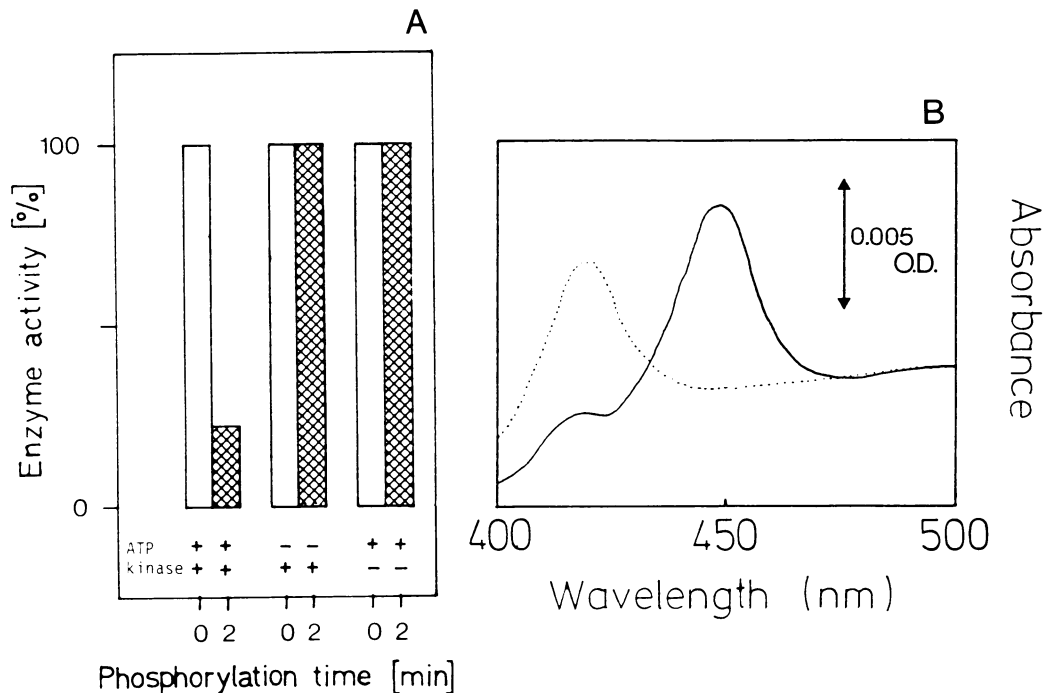 A
100
0
Enzyme activity [%]
ATP + + - - + +
kinase + + + + - -
0 2 0 2 0 2
Phosphorylation time [min]
B
0.005
O.D.
Absorbance
400 450 500
Wavelength (nm)